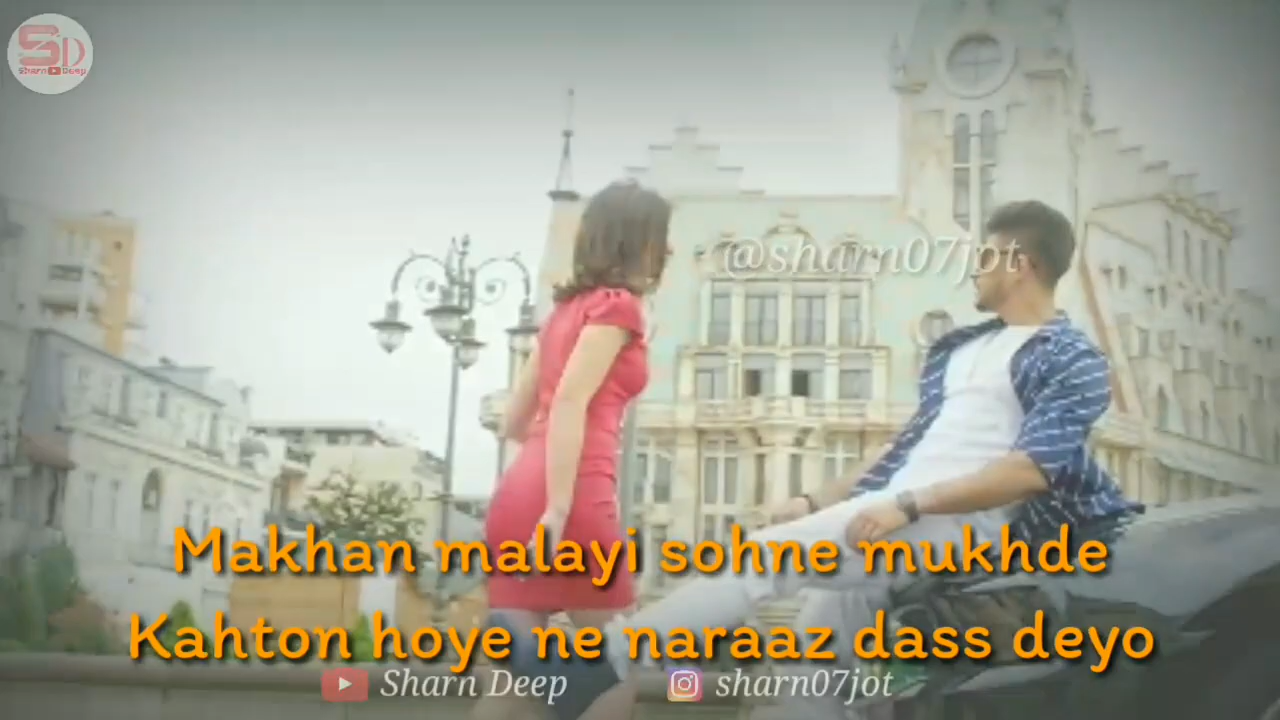 SD
Sharn Deep
@sharn07jot
Makhan malayi sohne mukhde
Kahton hoye ne naraaz dass deyo
Sharn Deep
sharn07jot